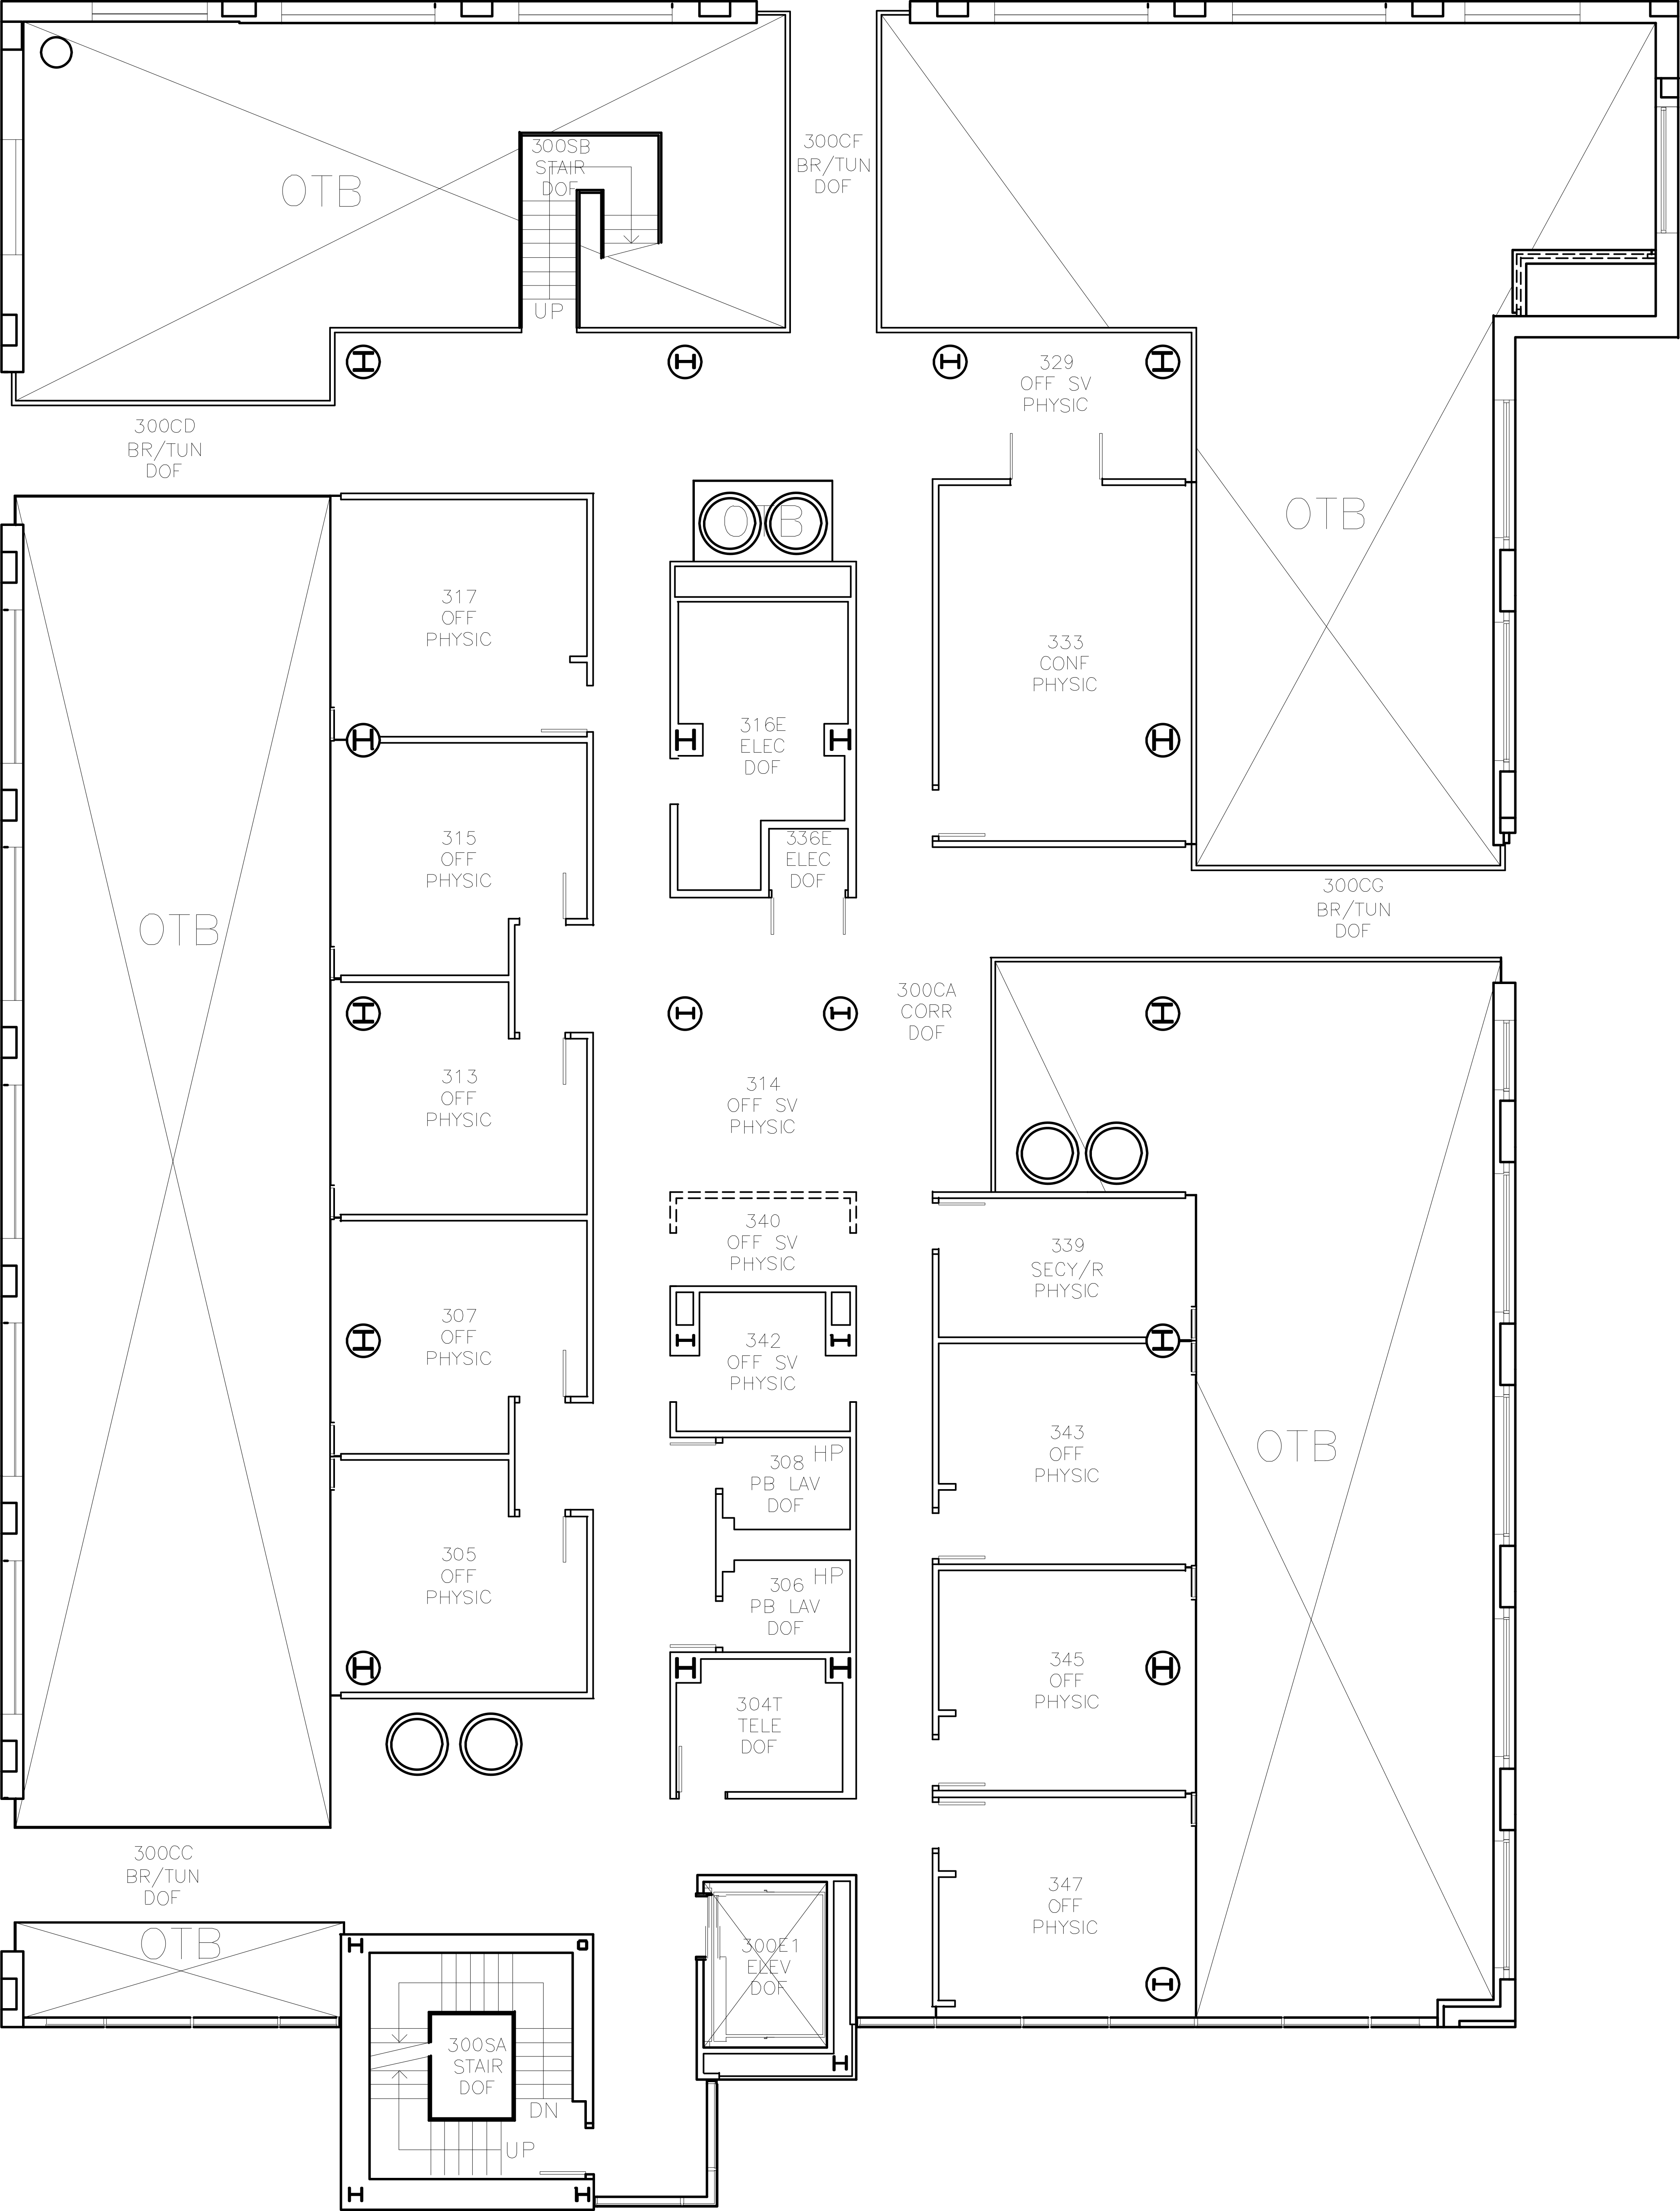 300SB
STAIR
DOF
UP
OTB
300CF
BR/TUN
DOF
329
OFF SV
PHYSIC
300CD
BR/TUN
DOF
OTB
OTB
317
OFF
PHYSIC
333
CONF
PHYSIC
316E
ELEC
DOF
315
OFF
PHYSIC
336E
ELEC
DOF
OTB
300CG
BR/TUN
DOF
300CA
CORR
DOF
313
OFF
PHYSIC
314
OFF SV
PHYSIC
340
OFF SV
PHYSIC
339
SECY/R
PHYSIC
307
OFF
PHYSIC
342
OFF SV
PHYSIC
343
OFF
PHYSIC
OTB
308
HP
PB LAV
DOF
305
OFF
PHYSIC
306
HP
PB LAV
DOF
345
OFF
PHYSIC
304T
TELE
DOF
300CC
BR/TUN
DOF
347
OFF
PHYSIC
OTB
300E1
ELEV
DOF
300SA
STAIR
DOF
DN
UP